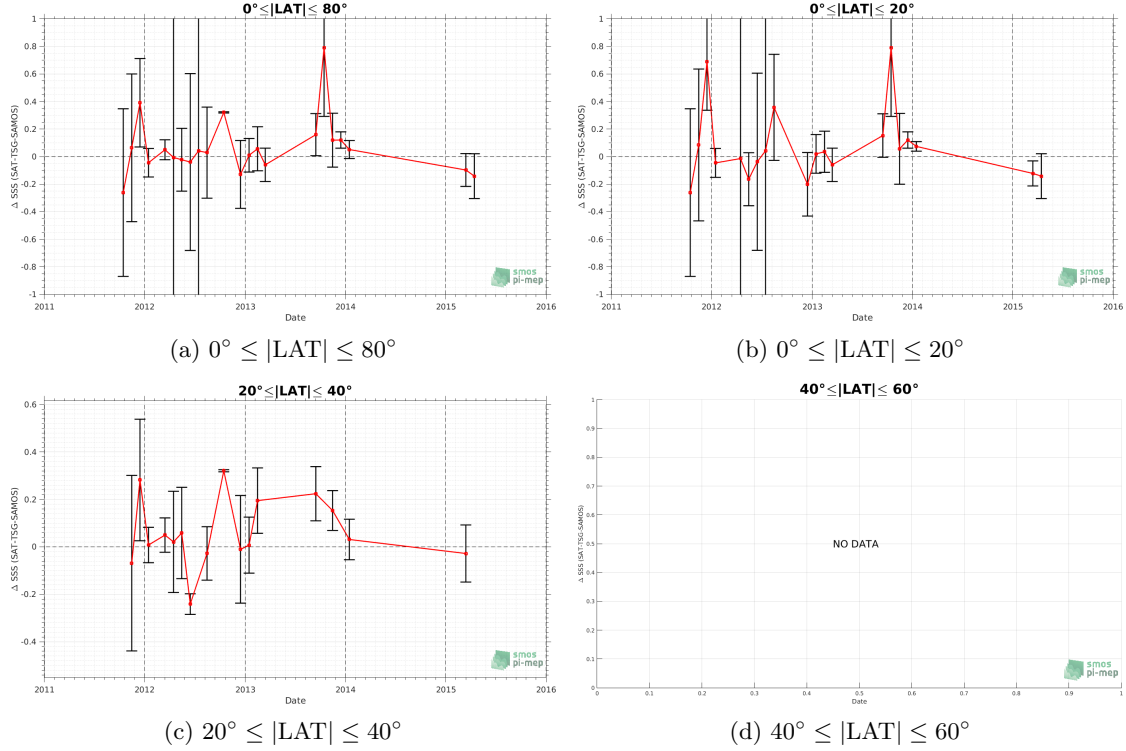 0°≤|LAT|≤ 80°
Δ SSS (SAT-TSG-SAMOS)
1
0.8
0.6
0.4
0.2
0
-0.2
-0.4
-0.6
-0.8
-1
2011
2012
2013
2014
2015
2016
Date
smos
pi-mep
(a) 0° ≤ |LAT| ≤ 80°
0°≤|LAT|≤ 20°
Δ SSS (SAT-TSG-SAMOS)
1
0.8
0.6
0.4
0.2
0
-0.2
-0.4
-0.6
-0.8
-1
2011
2012
2013
2014
2015
2016
Date
smos
pi-mep
(b) 0° ≤ |LAT| ≤ 20°
20°≤|LAT|≤ 40°
Δ SSS (SAT-TSG-SAMOS)
0.6
0.4
0.2
0
-0.2
-0.4
2011
2012
2013
2014
2015
2016
Date
smos
pi-mep
(c) 20° ≤ |LAT| ≤ 40°
40°≤|LAT|≤ 60°
Δ SSS (SAT-TSG-SAMOS)
1
0.9
0.8
0.7
0.6
0.5
0.4
0.3
0.2
0.1
0
NO DATA
0
0.1
0.2
0.3
0.4
0.5
0.6
0.7
0.8
0.9
1
Date
smos
pi-mep
(d) 40° ≤ |LAT| ≤ 60°